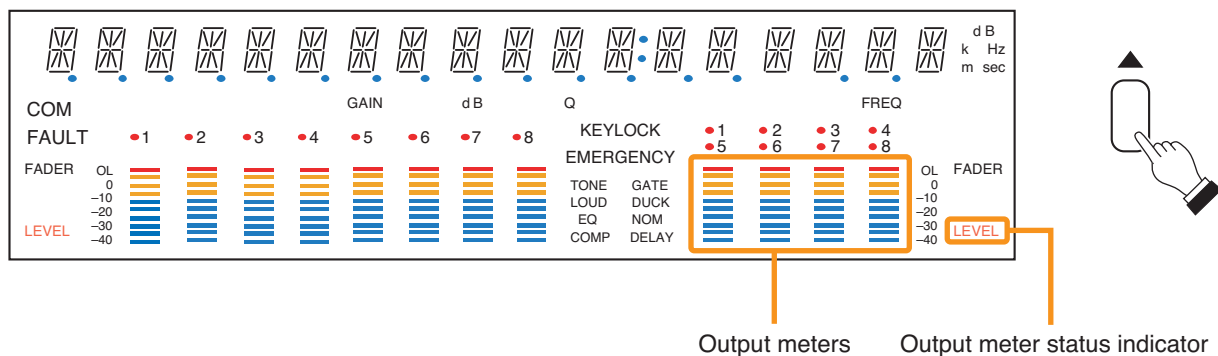 d B
k Hz
m sec
COM
GAIN d B Q FREQ
FAULT 1 2 3 4 5 6 7 8 KEYLOCK 1 2 3 4
EMERGENCY 5 6 7 8
FADER OL OL FADER
0 TONE GATE 0
-10 LOUD DUCK -10
-20 EQ NOM -20
LEVEL -30 -30 LEVEL
-40 COMP DELAY -40
Output meters Output meter status indicator